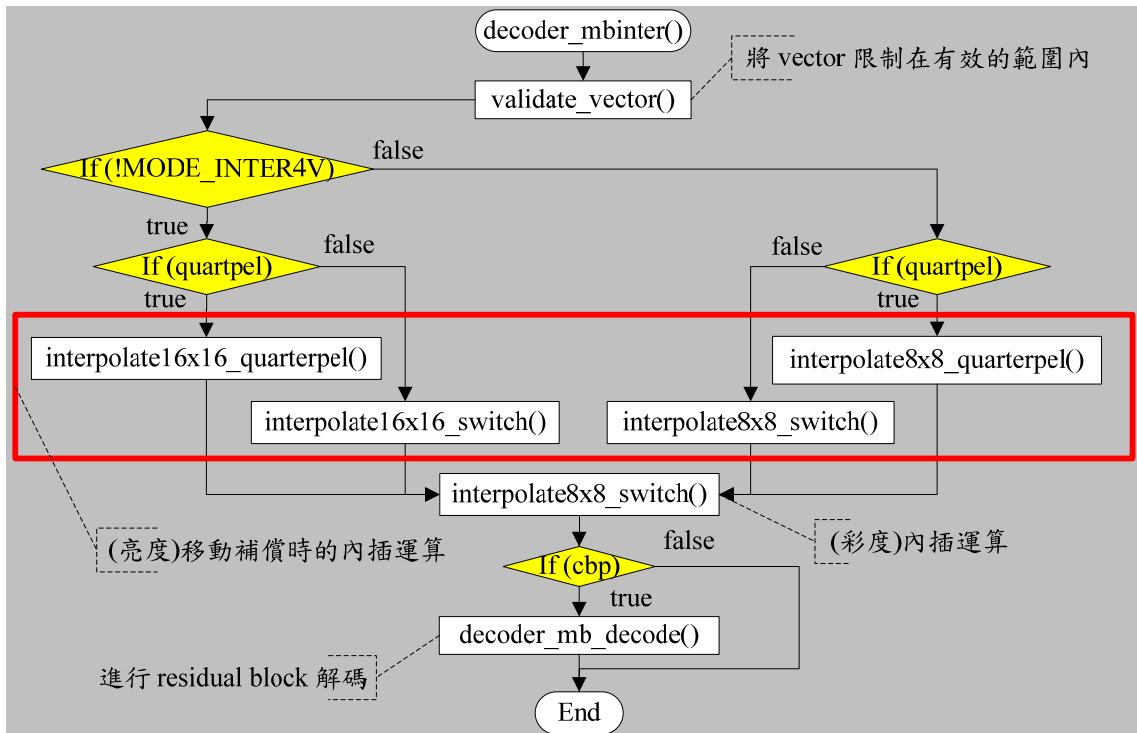 decoder_mbinter()
將 vector 限制在有效的範圍內
validate_vector()
If (!MODE_INTER4V)
false
true
If (quartpel)
false
true
false
If (quartpel)
true
interpolate16x16_quarterpel()
interpolate8x8_quarterpel()
interpolate16x16_switch()
interpolate8x8_switch()
interpolate8x8_switch()
(亮度)移動補償時的內插運算
(彩度)內插運算
If (cbp)
false
true
decoder_mb_decode()
進行 residual block 解碼
End